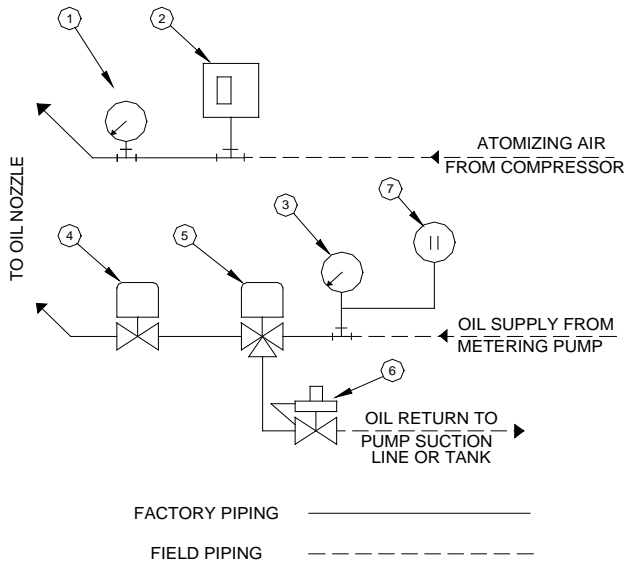 1
2
ATOMIZING AIR
FROM COMPRESSOR
7
3
TO OIL NOZZLE
4
5
OIL SUPPLY FROM
METERING PUMP
6
OIL RETURN TO
PUMP SUCTION
LINE OR TANK
FACTORY PIPING
FIELD PIPING